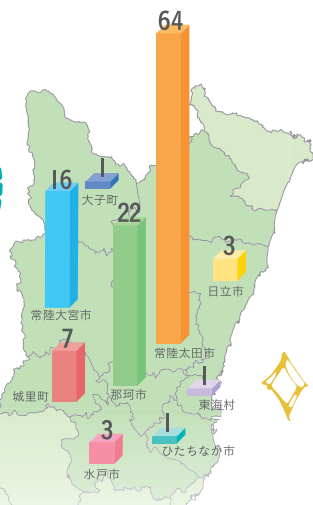 64
16
1
大子町
22
3
日立市
常陸大宮市
7
常陸太田市
城里町
那珂市
1
東海村
3
1
ひたちなか市
水戸市